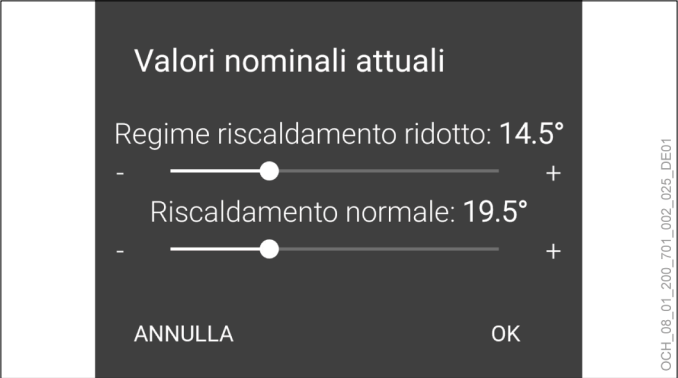 Valori nominali attuali
Regime riscaldamento ridotto: 14.5°
- +
Riscaldamento normale: 19.5°
- +
ANNULLA OK
OCH_08_01_200_701_002_025_DE01